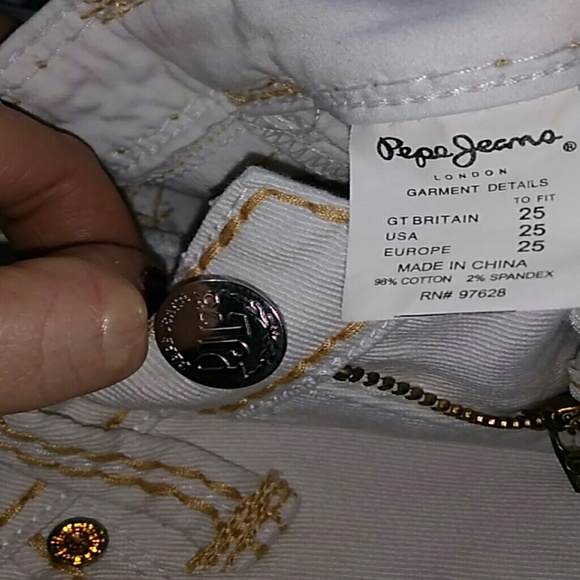 Pepe Jeans®
LONDON
GARMENT DETAILS
TO FIT
GT BRITAIN 25
USA 25
EUROPE 25
MADE IN CHINA
98% COTTON 2% SPANDEX
RN# 97628